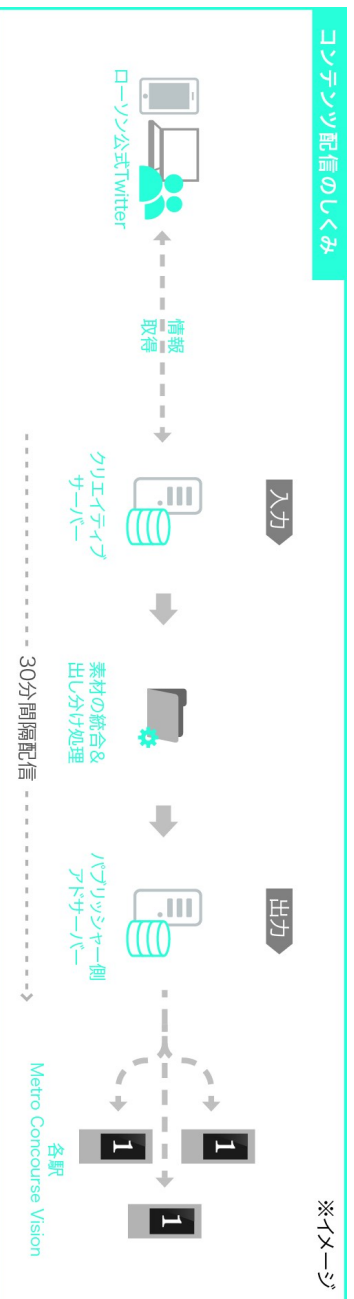 コンテンツ配信のしくみ
※イメージ
入力
出力
情報
取得
ローソン公式Twitter
クリエイティブ
サーバー
素材の統合&
出し分け処理
パブリッシャー側
アドサーバー
1
1
1
各駅
Metro Concourse Vision
30分間隔配信